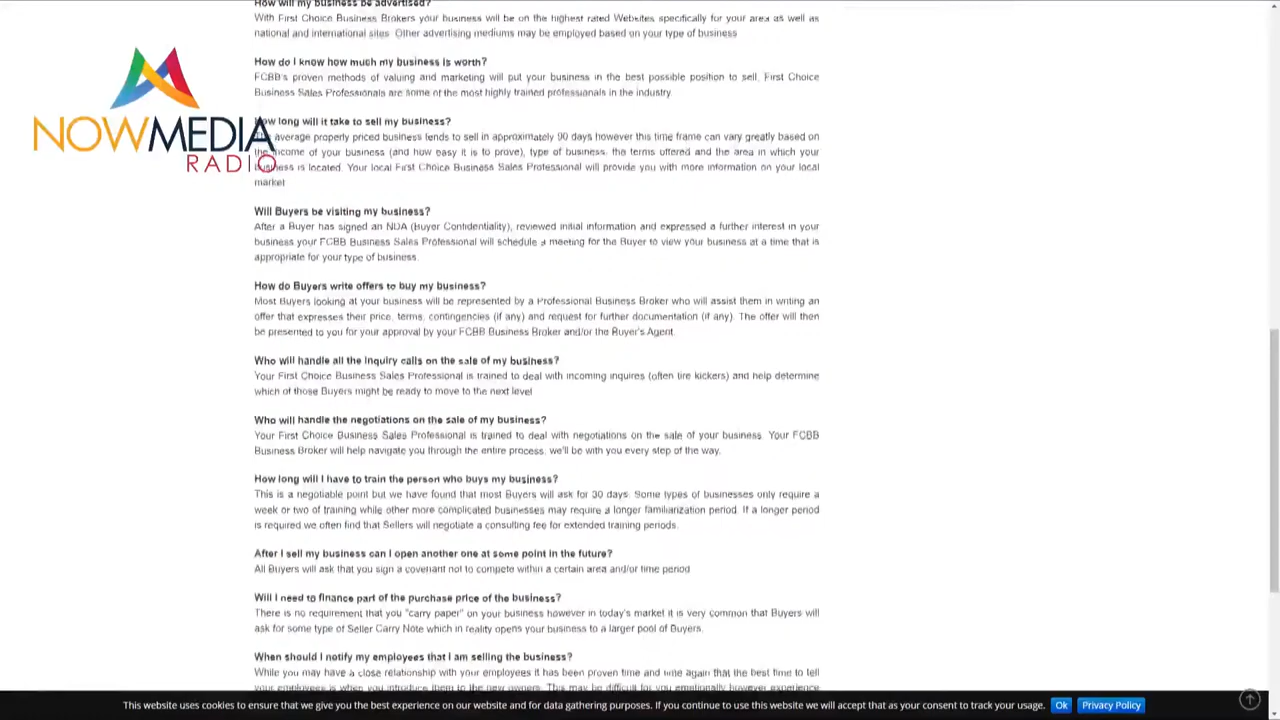 How will my business be advertised?
With First Choice Business Brokers your business will be on the highest rated Websites specifically for your area as well as
national and international sites. Other advertising mediums may be employed based on your type of business
How do I know how much my business is worth?
FCBB's proven methods of valuing and marketing will put your business in the best possible position to sell. First Choice
Business Sales Professionals are some of the most highly trained professionals in the industry.
NOWMEDIA
RADIO
How long will it take to sell my business?
The average properly priced business tends to sell in approximately 90 days however this time frame can vary greatly based on
the income of your business (and how easy it is to prove), type of business, the terms offered and the area in which your
business is located. Your local First Choice Business Sales Professional will provide you with more information on your local
market
Will Buyers be visiting my business?
After a Buyer has signed an NDA (Buyer Confidentiality), reviewed initial information and expressed a further interest in your
business your FCBB Business Sales Professional will schedule a meeting for the Buyer to view your business at a time that is
appropriate for your type of business.
How do Buyers write offers to buy my business?
Most Buyers looking at your business will be represented by a Professional Business Broker who will assist them in writing an
offer that expresses their price, terms, contingencies (if any) and request for further documentation (if any). The offer will then
be presented to you for your approval by your FCBB Business Broker and/or the Buyer's Agent.
Who will handle all the inquiry calls on the sale of my business?
Your First Choice Business Sales Professional is trained to deal with incoming inquires (often tire kickers) and help determine
which of those Buyers might be ready to move to the next level
Who will handle the negotiations on the sale of my business?
Your First Choice Business Sales Professional is trained to deal with negotiations on the sale of your business. Your FCBB
Business Broker will help navigate you through the entire process, we'll be with you every step of the way.
How long will I have to train the person who buys my business?
This is a negotiable point but we have found that most Buyers will ask for 30 days. Some types of businesses only require a
week or two of training while other more complicated businesses may require a longer familiarization period. If a longer period
is required we often find that Sellers will negotiate a consulting fee for extended training periods.
After I sell my business can I open another one at some point in the future?
All Buyers will ask that you sign a covenant not to compete within a certain area and/or time period
Will I need to finance part of the purchase price of the business?
There is no requirement that you "carry paper" on your business however in today's market it is very common that Buyers will
ask for some type of Seller Carry Note which in reality opens your business to a larger pool of Buyers.
When should I notify my employees that I am selling the business?
While you may have a close relationship with your employees it has been proven time and time again that the best time to tell
your employees is when you introduce them to the new owners. This may be difficult for you emotionally however experience
This website uses cookies to ensure that we give you the best experience on our website and for data gathering purposes. If you continue to use this website we will accept that as your consent to track your usage. Ok Privacy Policy